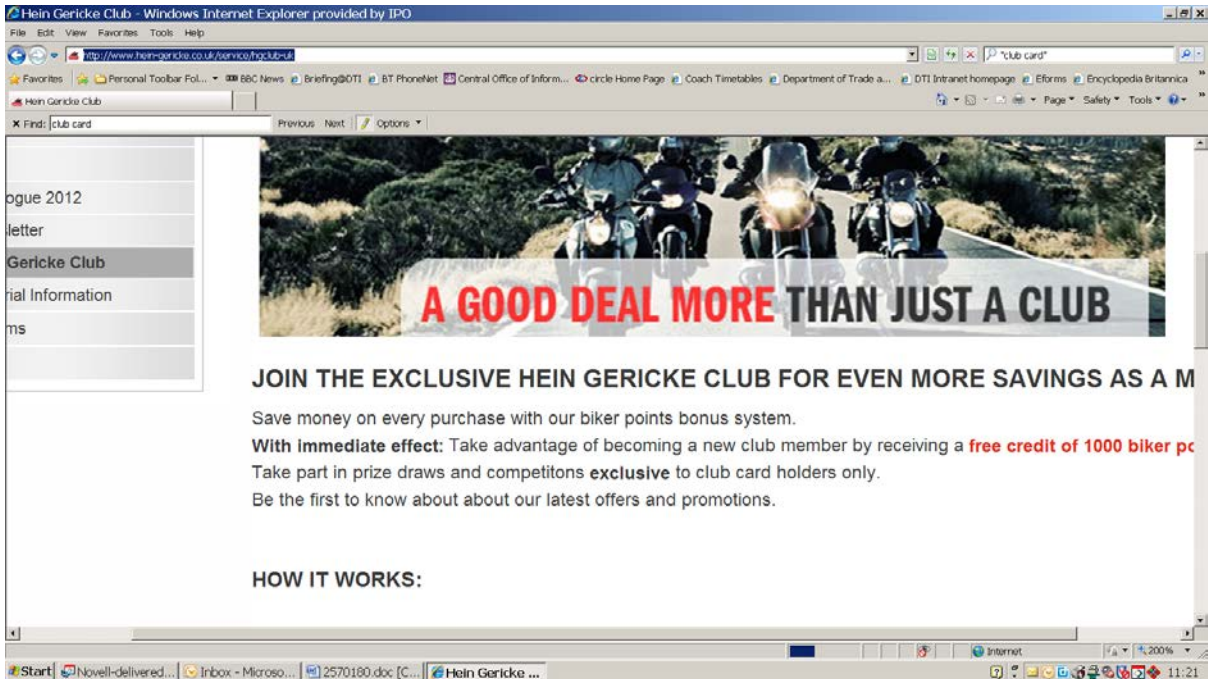 Hein Gericke Club - Windows Internet Explorer provided by IPO
File Edit View Favorites Tools Help
http://www.hein-gericke.co.uk/service/hgclub-uk
"club card"
Favorites Personal Toolbar Fol... BBC News Briefing@DTI BT PhoneNet Central Office of Inform... circle Home Page Coach Timetables Department of Trade a... DTI Intranet homepage Eforms Encyclopedia Britannica
Hein Gericke Club
Page Safety Tools
Find: club card Previous Next Options
ogue 2012
letter
Gericke Club
rial Information
ms
A GOOD DEAL MORE THAN JUST A CLUB
JOIN THE EXCLUSIVE HEIN GERICKE CLUB FOR EVEN MORE SAVINGS AS A M
Save money on every purchase with our biker points bonus system.
With immediate effect: Take advantage of becoming a new club member by receiving a free credit of 1000 biker po
Take part in prize draws and competitons exclusive to club card holders only.
Be the first to know about about our latest offers and promotions.
HOW IT WORKS:
Internet 200%
Start Novell-delivered... Inbox - Microso... 2570180.doc [C... Hein Gericke ... 11:21